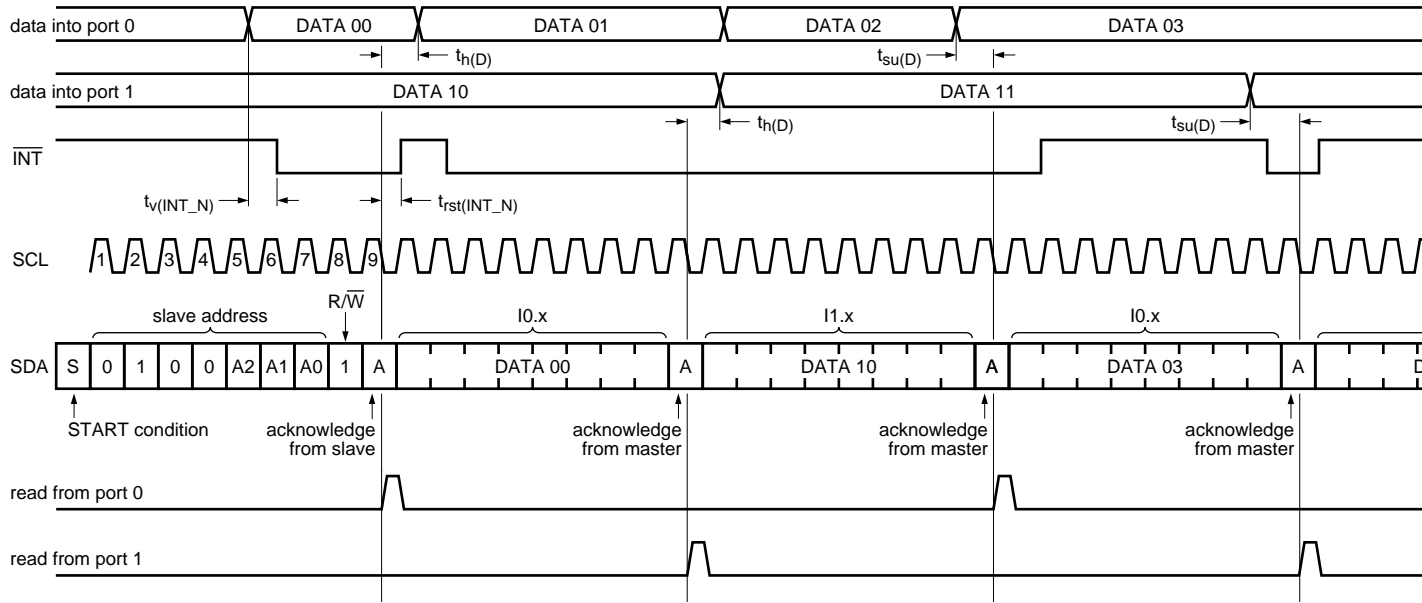 data into port 0 DATA 00 DATA 01 DATA 02 DATA 03
th(D) tsu(D)
data into port 1 DATA 10 DATA 11
th(D) tsu(D)
INT
tv(INT_N) trst(INT_N)
SCL 1 2 3 4 5 6 7 8 9
R/W
slave address I0.x I1.x I0.x
SDA S 0 1 0 0 A2 A1 A0 1 A DATA 00 A DATA 10 A DATA 03 A D
START condition acknowledge from slave acknowledge from master acknowledge from master acknowledge from master
read from port 0
read from port 1